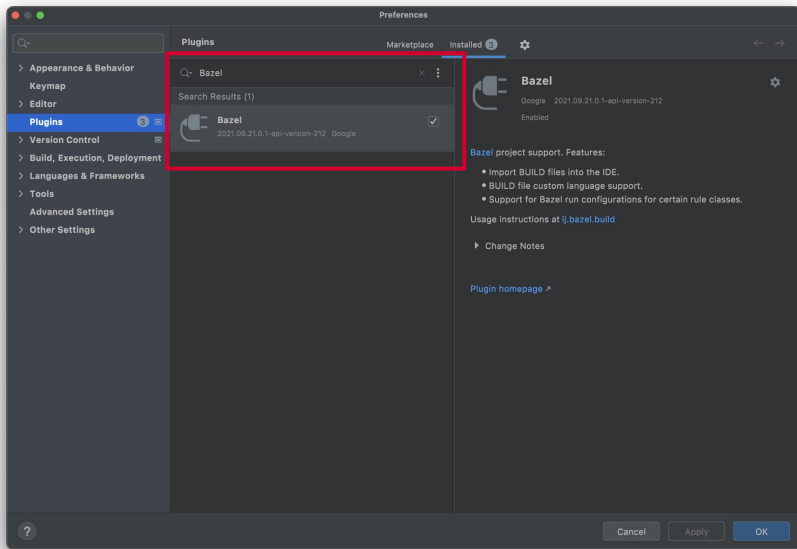 Preferences
Plugins
Marketplace
Installed 3
Appearance & Behavior
Keymap
Editor
Plugins 3
Version Control
Build, Execution, Deployment
Languages & Frameworks
Tools
Advanced Settings
Other Settings
Bazel
Search Results (1)
Bazel
2021.09.21.0.1-api-version-212 Google
Bazel
Google 2021.09.21.0.1-api-version-212
Enabled
Bazel project support. Features:
• Import BUILD files into the IDE.
• BUILD file custom language support.
• Support for Bazel run configurations for certain rule classes.
Usage instructions at ij.bazel.build
Change Notes
Plugin homepage ↗
?
Cancel
Apply
OK